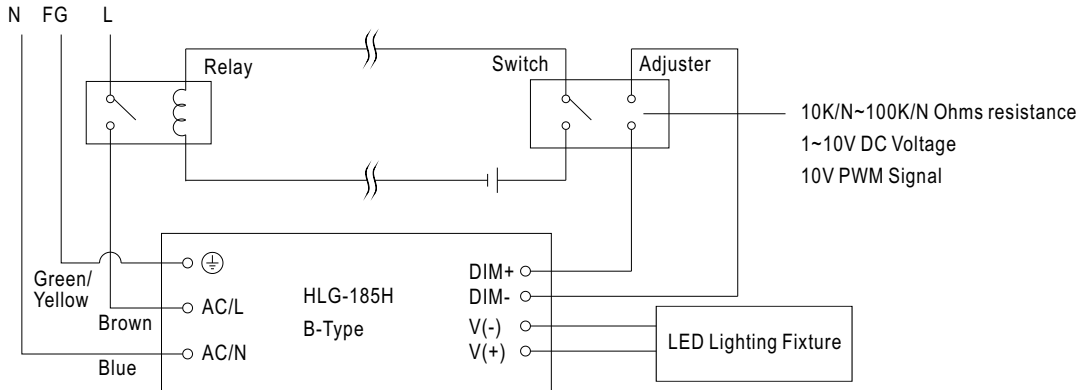 N FG L
Relay
Switch
Adjuster
10K/N~100K/N Ohms resistance
1~10V DC Voltage
10V PWM Signal
Green/
Yellow
Brown
Blue
AC/L
AC/N
HLG-185H
B-Type
DIM+
DIM-
V(-)
V(+)
LED Lighting Fixture